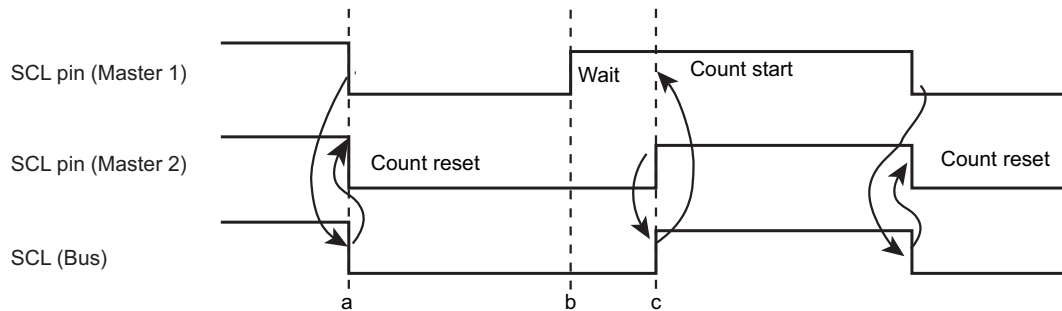 SCL pin (Master 1)
Wait
Count start
SCL pin (Master 2)
Count reset
Count reset
SCL (Bus)
a
b
c